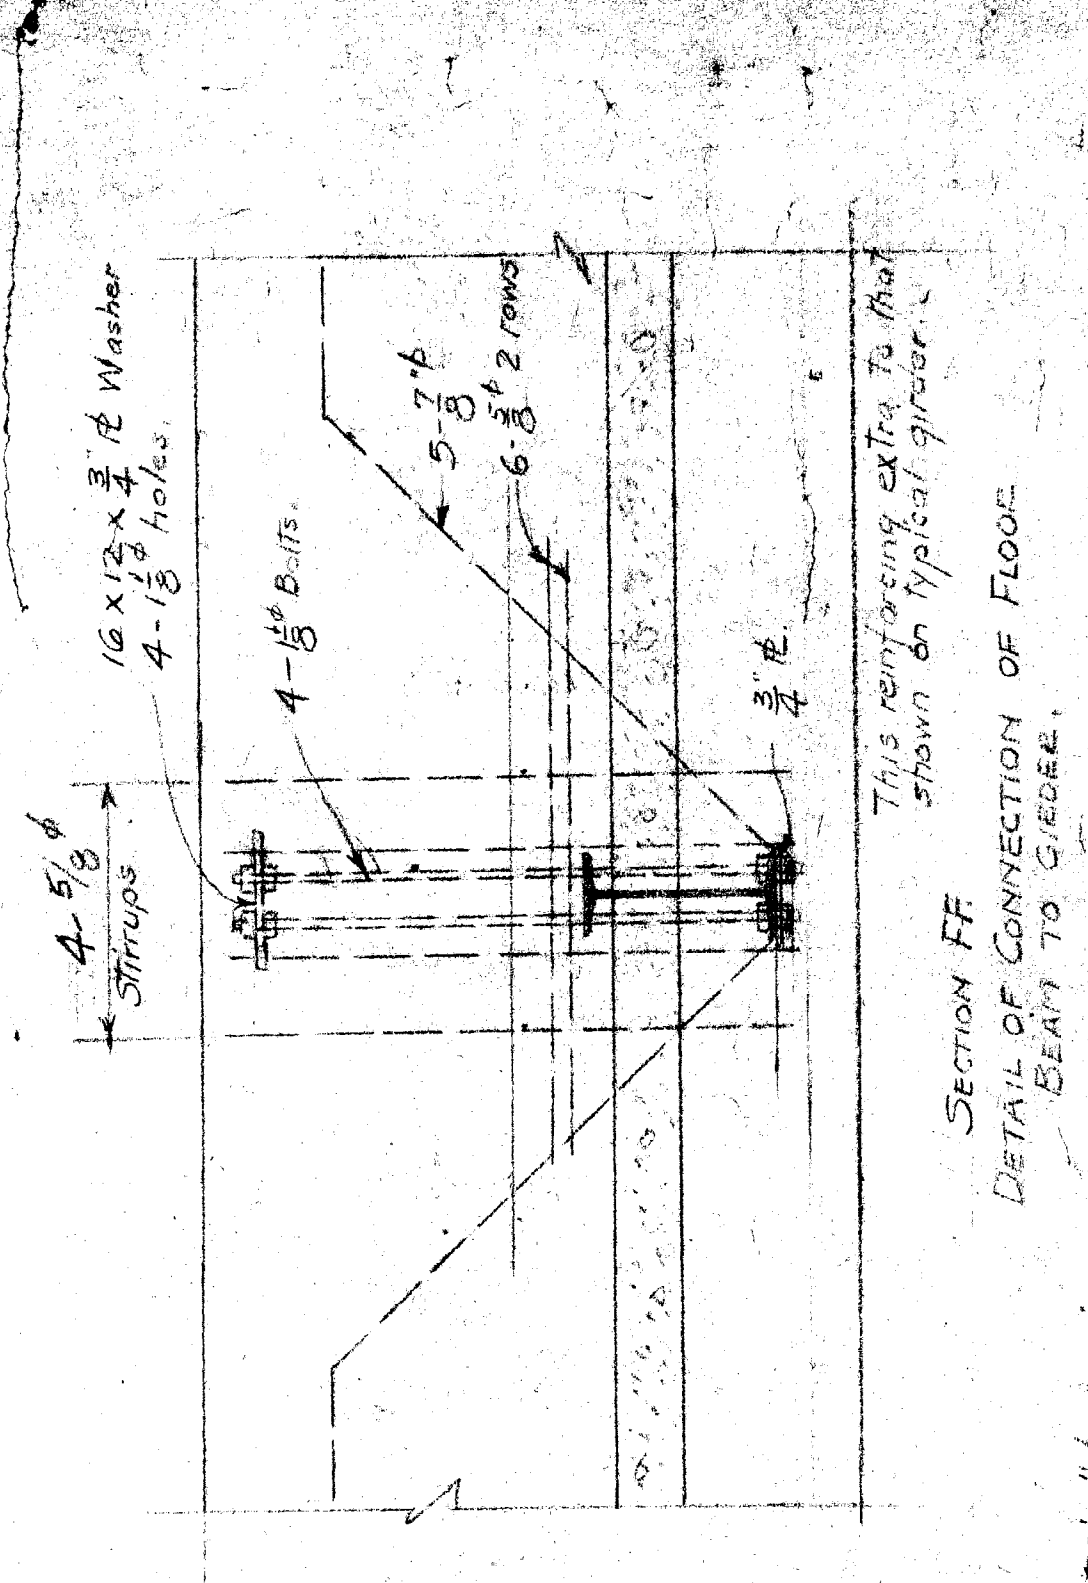 4-5/8 ϕ
Stirrups
16 x 12 x 3/4" ⅊ Washer
4-1 1/8 ϕ holes.
4-1 1/8 ϕ Bolts.
5-7/8" ϕ
6-5/8 ϕ 2 rows
3/4" ⅊.
This reinforcing extra to that
shown on typical girder.
SECTION FF.
DETAIL OF CONNECTION OF FLOOR
BEAM TO GIRDER.